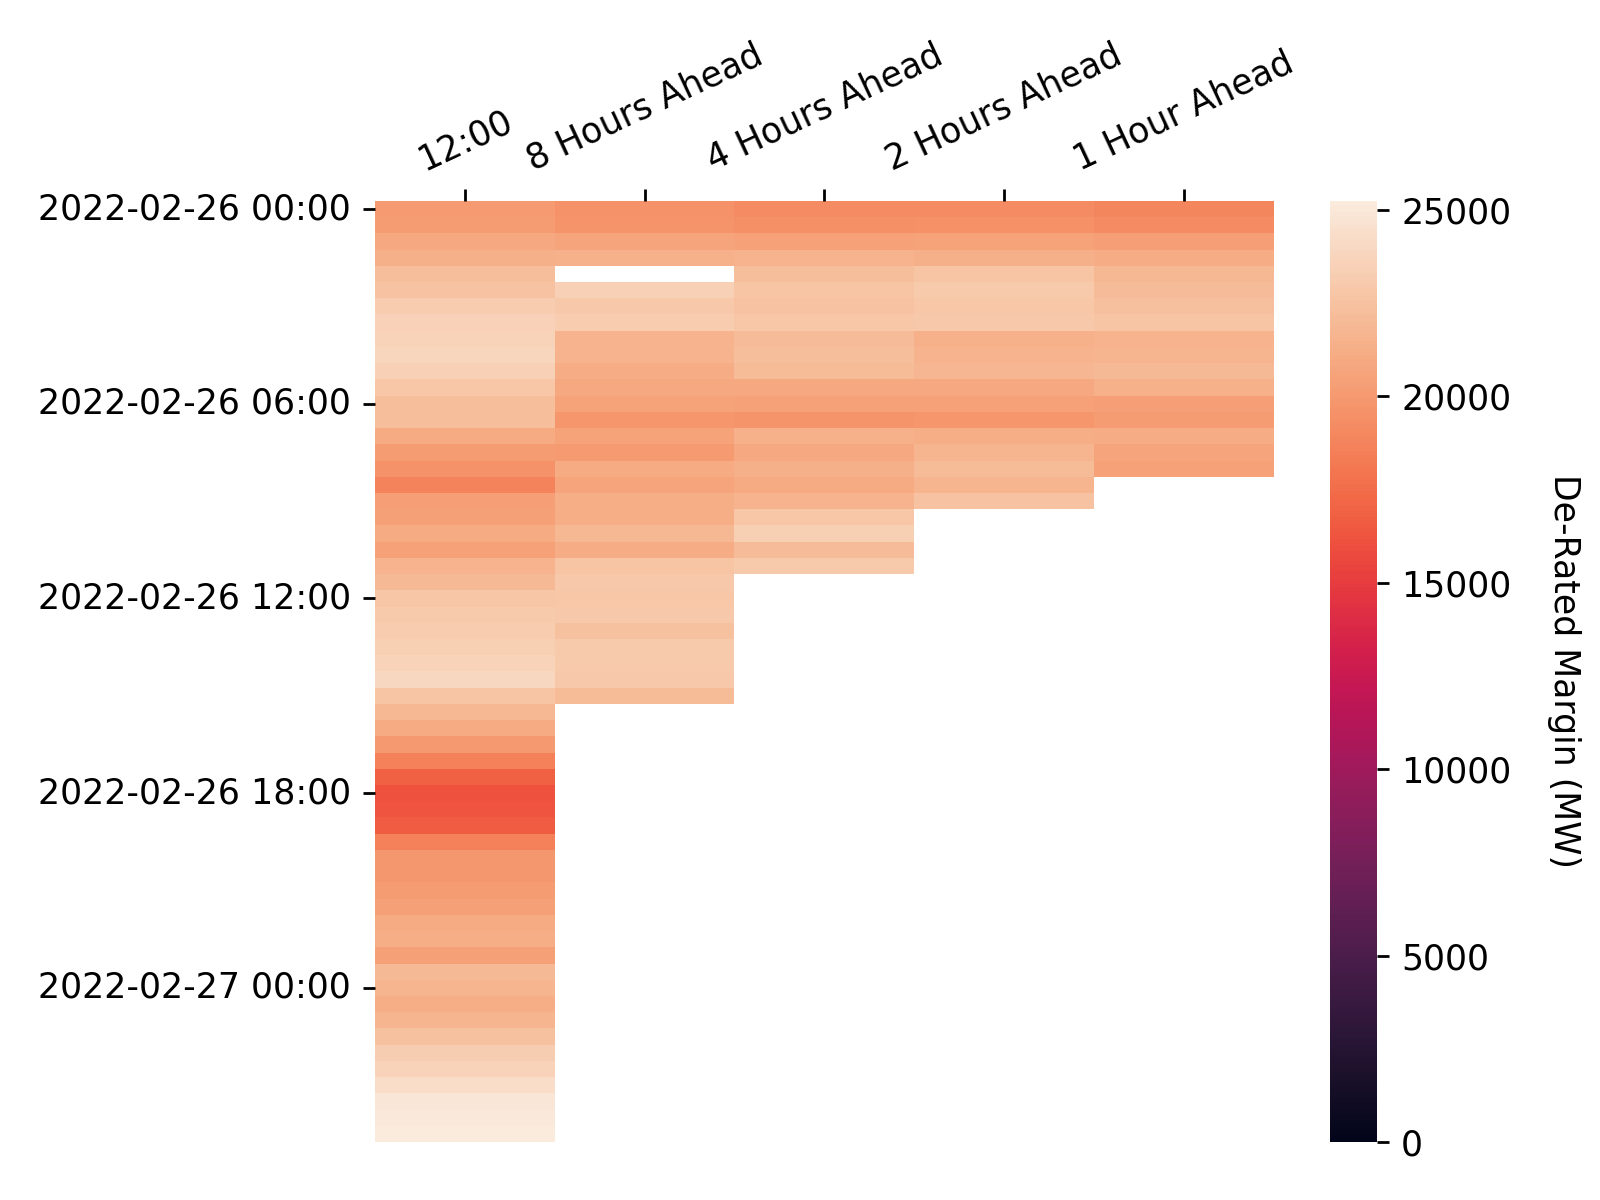 12:00
8 Hours Ahead
4 Hours Ahead
2 Hours Ahead
1 Hour Ahead
2022-02-26 00:00
2022-02-26 06:00
2022-02-26 12:00
2022-02-26 18:00
2022-02-27 00:00
25000
20000
15000
10000
5000
0
De-Rated Margin (MW)